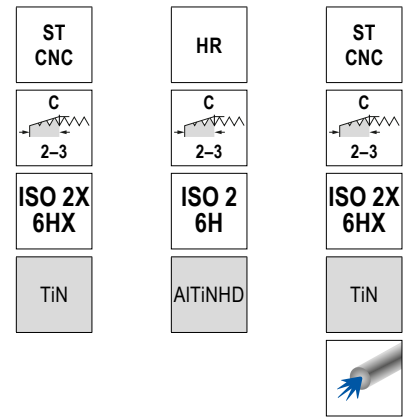 ST
CNC
HR
ST
CNC
C
2–3
C
2–3
C
2–3
ISO 2X
6HX
ISO 2
6H
ISO 2X
6HX
TiN
AlTiNHD
TiN